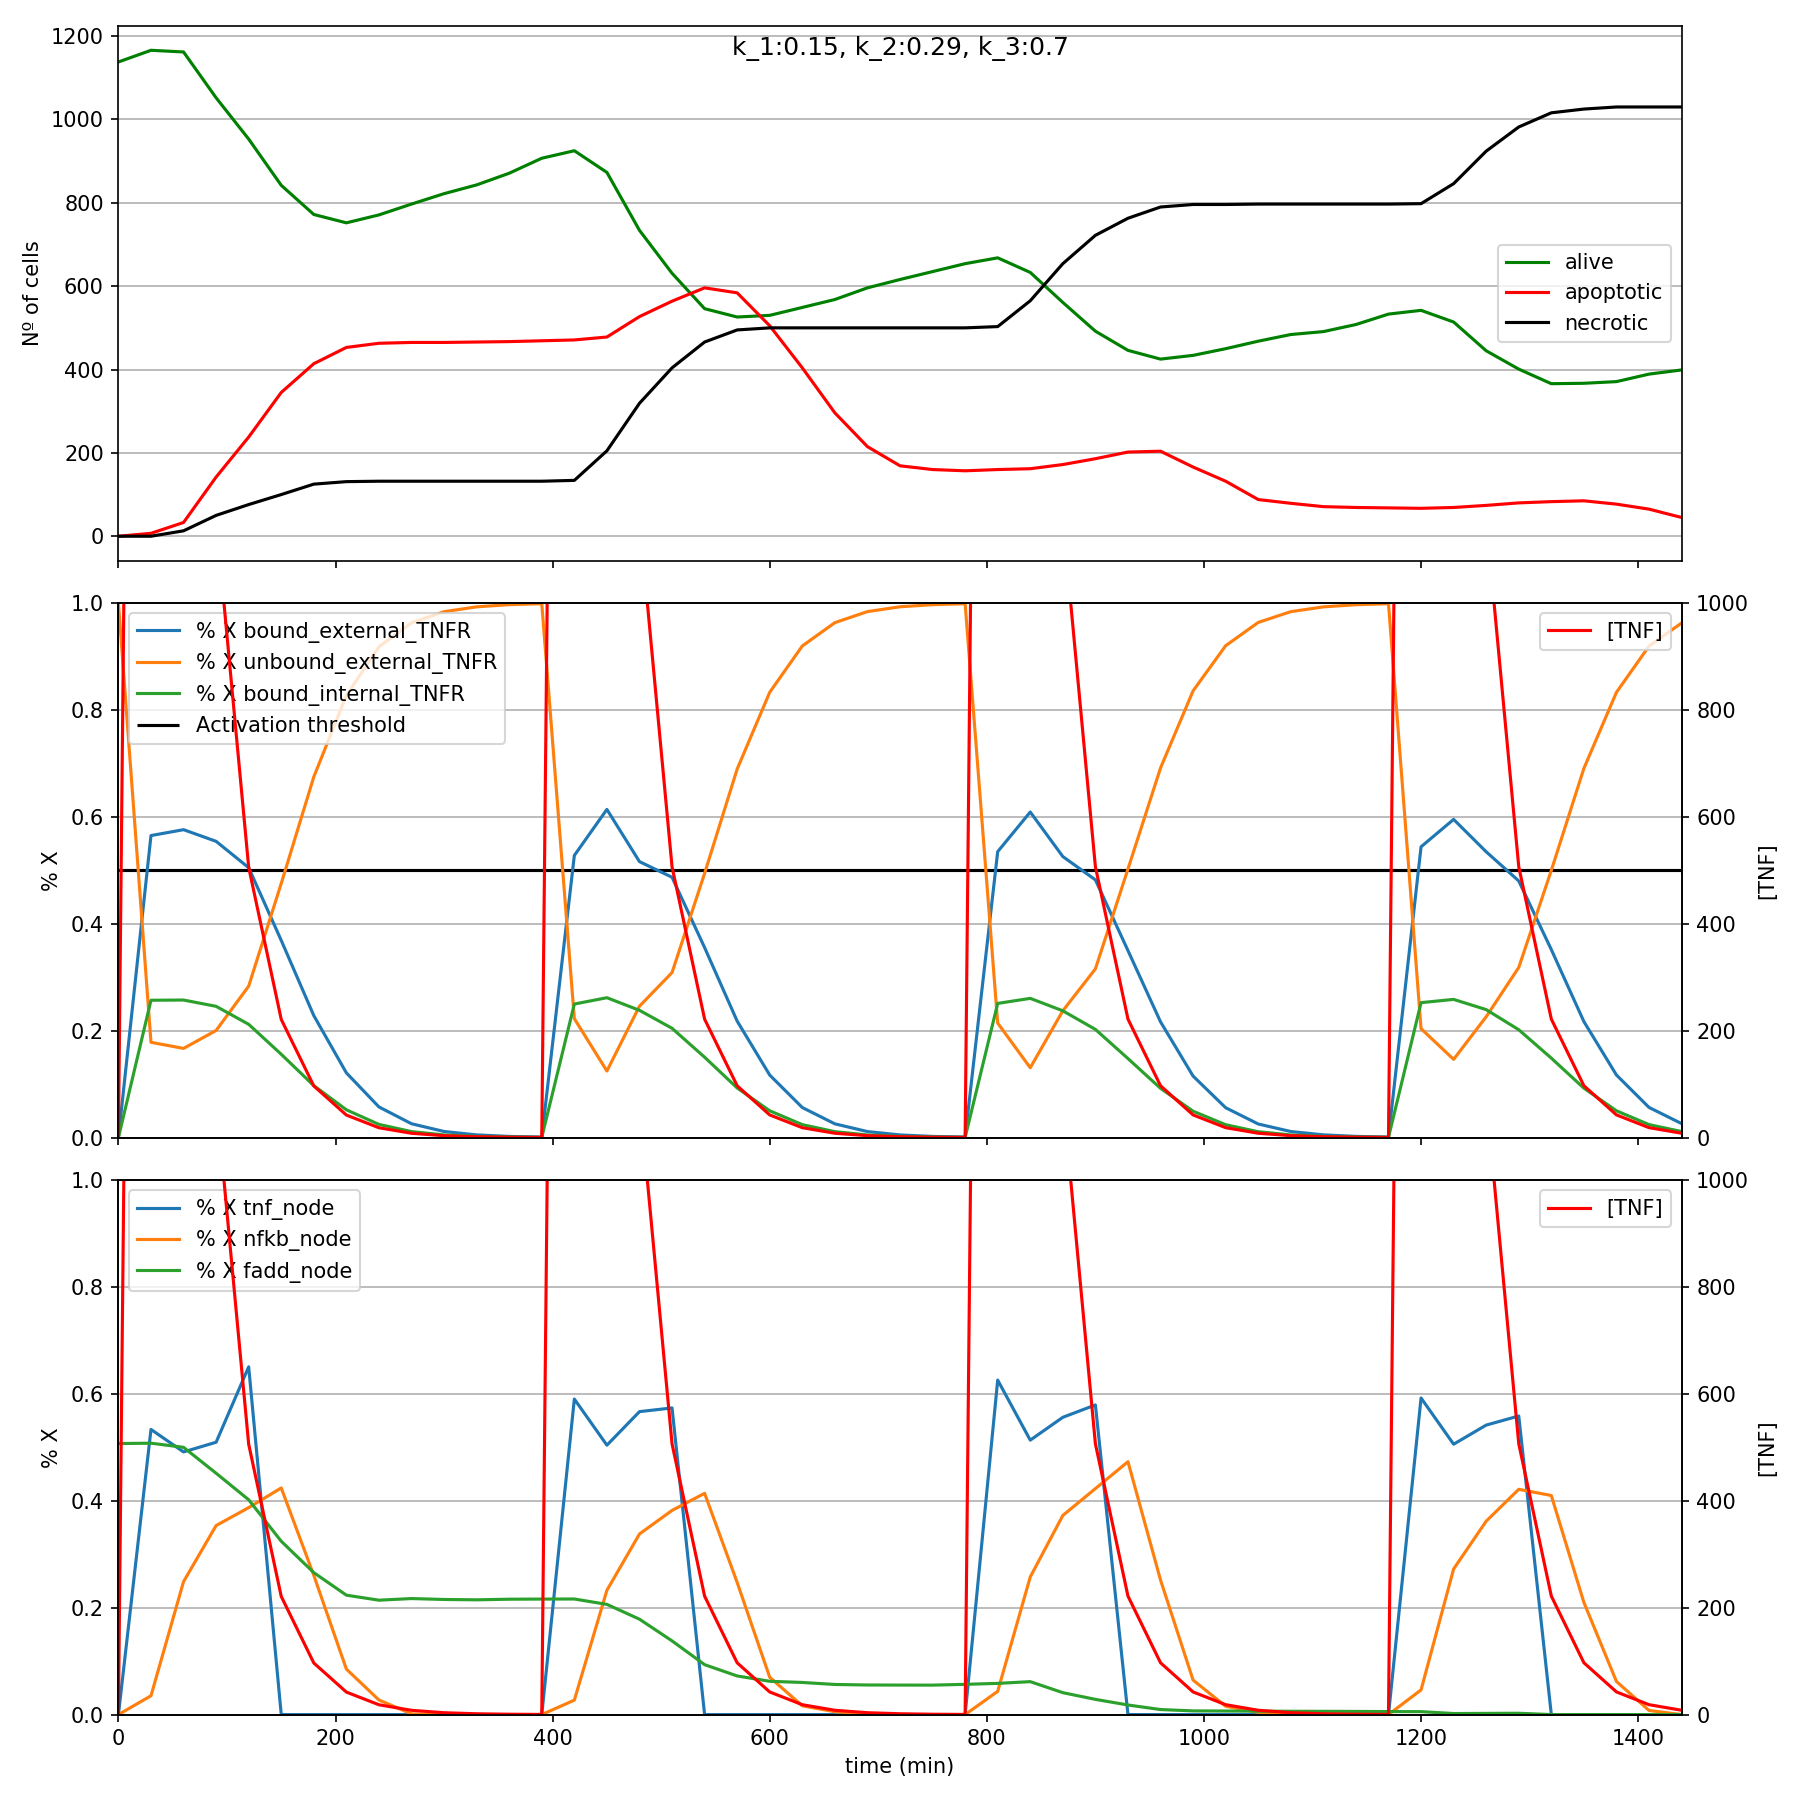 k_1:0.15, k_2:0.29, k_3:0.7
1200
1000
800
600
400
200
0
Nº of cells
alive
apoptotic
necrotic
1.0
0.8
0.6
0.4
0.2
0.0
% X
% X bound_external_TNFR
% X unbound_external_TNFR
% X bound_internal_TNFR
Activation threshold
[TNF]
1000
800
600
400
200
0
[TNF]
1.0
0.8
0.6
0.4
0.2
0.0
% X
% X tnf_node
% X nfkb_node
% X fadd_node
[TNF]
1000
800
600
400
200
0
[TNF]
0 200 400 600 800 1000 1200 1400
time (min)